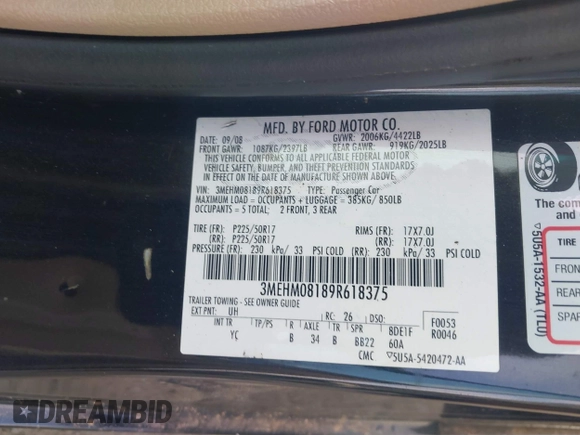 MFD. BY FORD MOTOR CO.
DATE: 09/08 GVWR: 2006KG/4422LB
FRONT GAWR: 1087KG/2397LB REAR GAWR: 919KG/2025LB
THIS VEHICLE CONFORMS TO ALL APPLICABLE FEDERAL MOTOR
VEHICLE SAFETY, BUMPER, AND THEFT PREVENTION STANDARDS
IN EFFECT ON THE DATE OF MANUFACTURE SHOWN ABOVE.
VIN: 3MEHM08189R618375 TYPE: Passenger Car
MAXIMUM LOAD = OCCUPANTS + LUGGAGE = 385KG/ 850LB
OCCUPANTS = 5 TOTAL; 2 FRONT, 3 REAR
TIRE (FR): P225/50R17 RIMS (FR): 17X7.0J
(RR): P225/50R17 (RR): 17X7.0J
PRESSURE (FR): 230 kPa/ 33 PSI COLD (RR): 230 kPa/ 33 PSI COLD
3MEHM08189R618375
TRAILER TOWING - SEE OWNER GUIDE
EXT PNT: UH RC: 26 DSO: F0053
INT TR TP/PS R AXLE TR SPR 8DE1F R0046
YC B 34 B BB22 60A
CMC 5U5A-5420472-AA
The com
5U5A-1532-AA (TLU)
TIRE
FRON
REAR
SPAR
DREAMBID